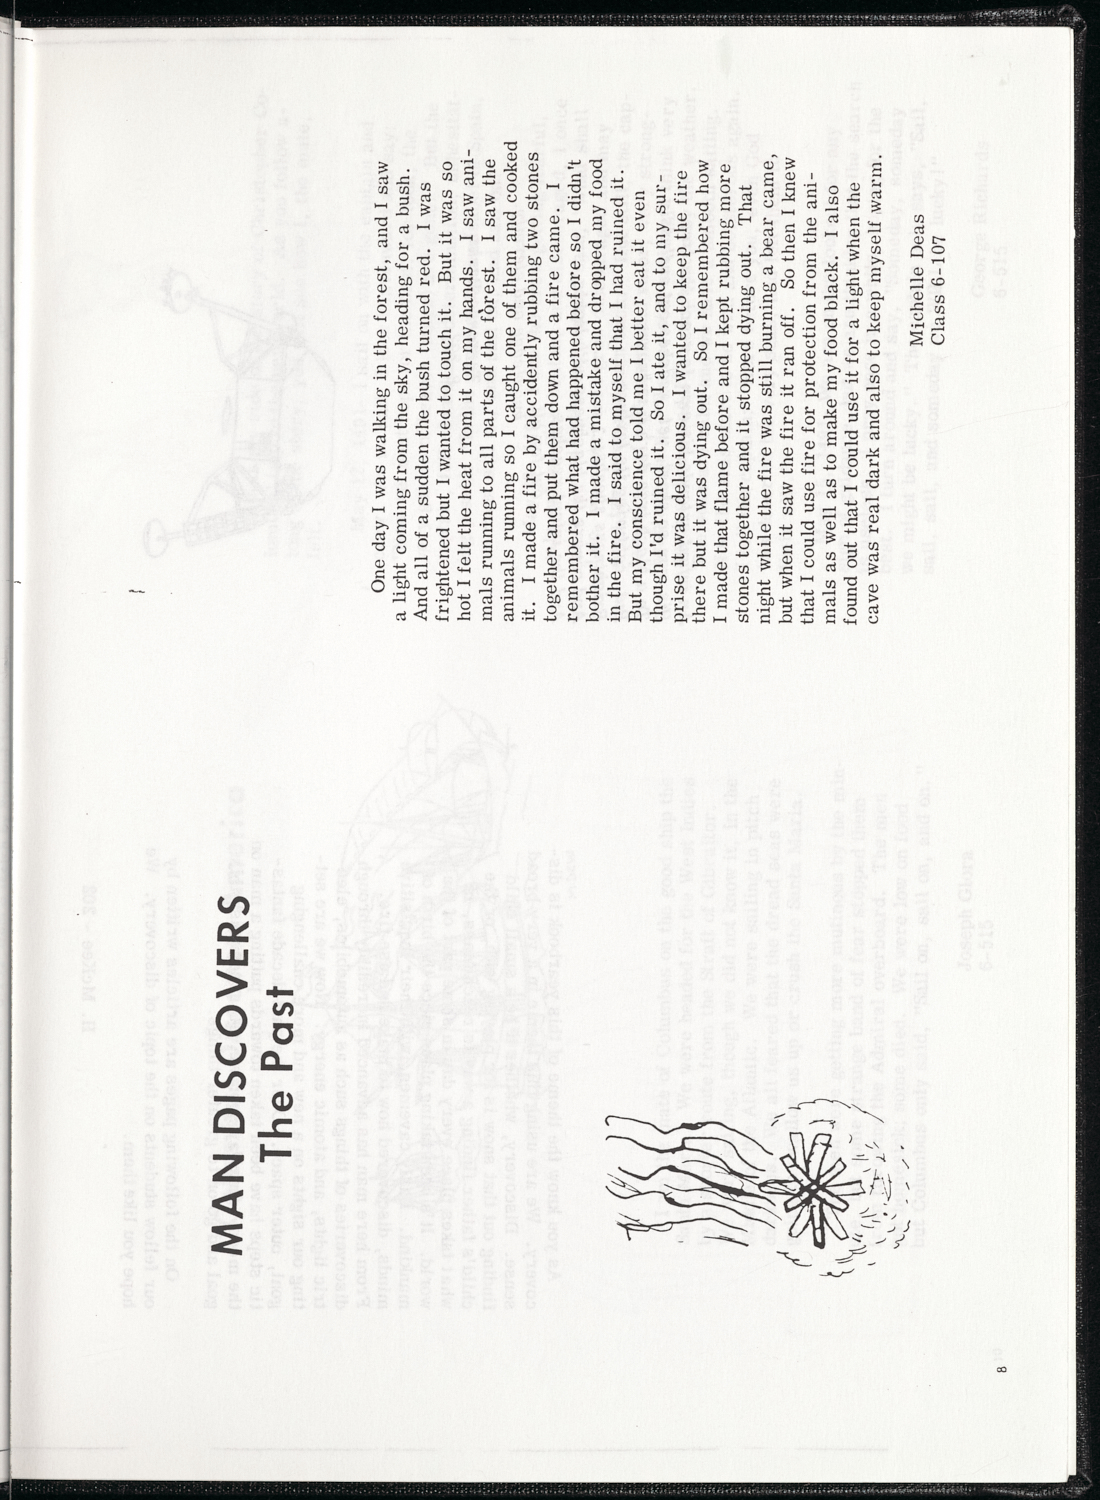 MAN DISCOVERS
The Past
One day I was walking in the forest, and I saw
a light coming from the sky, heading for a bush.
And all of a sudden the bush turned red. I was
frightened but I wanted to touch it. But it was so
hot I felt the heat from it on my hands. I saw ani-
mals running to all parts of the forest. I saw the
animals running so I caught one of them and cooked
it. I made a fire by accidently rubbing two stones
together and put them down and a fire came. I
remembered what had happened before so I didn't
bother it. I made a mistake and dropped my food
in the fire. I said to myself that I had ruined it.
But my conscience told me I better eat it even
though I'd ruined it. So I ate it, and to my sur-
prise it was delicious. I wanted to keep the fire
there but it was dying out. So I remembered how
I made that flame before and I kept rubbing more
stones together and it stopped dying out. That
night while the fire was still burning a bear came,
but when it saw the fire it ran off. So then I knew
that I could use fire for protection from the ani-
mals as well as to make my food black. I also
found out that I could use it for a light when the
cave was real dark and also to keep myself warm.
Michelle Deas
Class 6-107
8